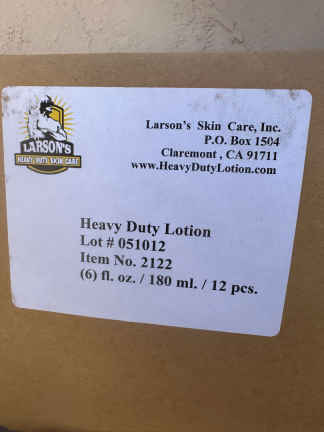 LARSON'S
HEAVY DUTY SKIN CARE
Larson's Skin Care, Inc.
P.O. Box 1504
Claremont , CA 91711
www.HeavyDutyLotion.com
Heavy Duty Lotion
Lot # 051012
Item No. 2122
(6) fl. oz. / 180 ml. / 12 pcs.